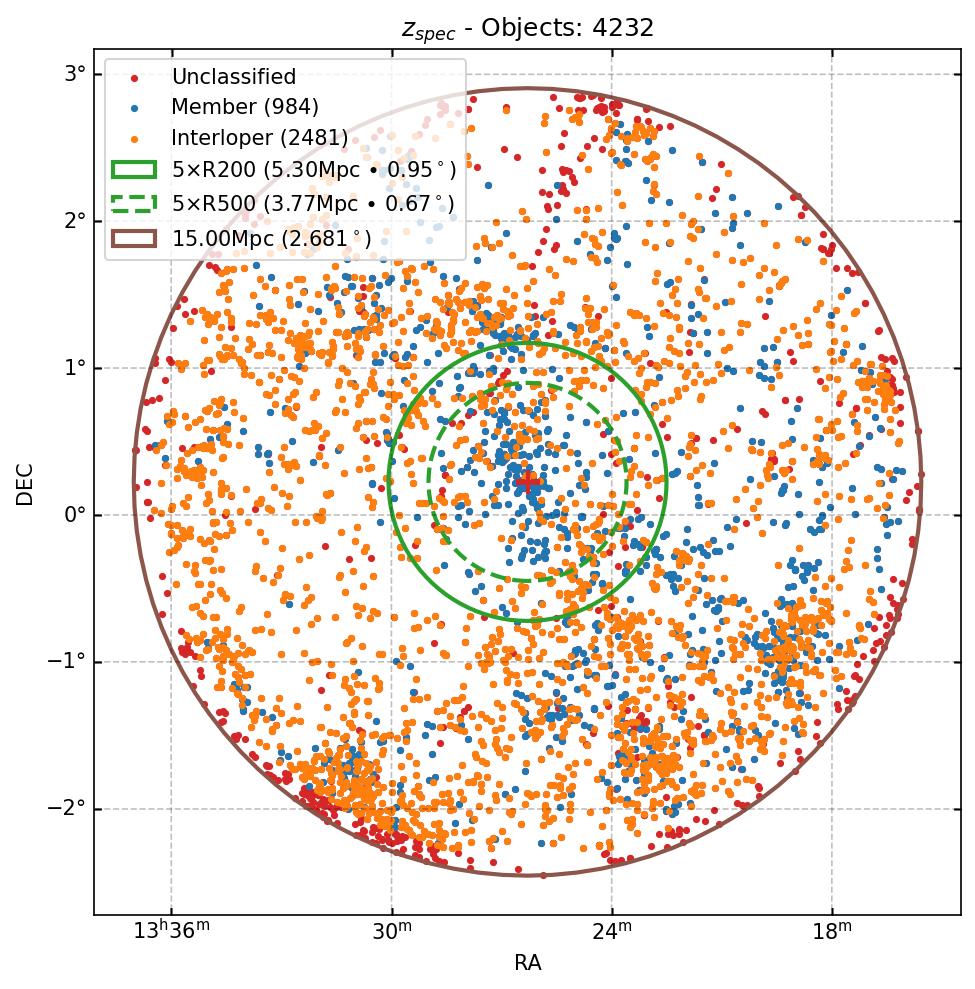 z_spec - Objects: 4232
Unclassified
Member (984)
Interloper (2481)
5×R200 (5.30Mpc • 0.95°)
5×R500 (3.77Mpc • 0.67°)
15.00Mpc (2.681°)
3°
2°
1°
0°
−1°
−2°
DEC
13ʰ36ᵐ
30ᵐ
24ᵐ
18ᵐ
RA